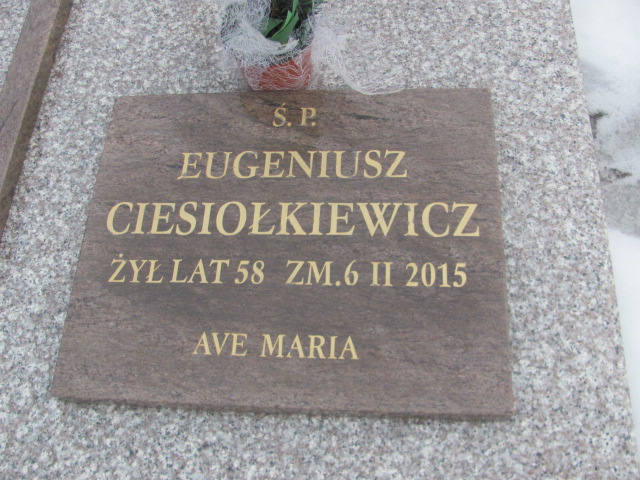 Ś. P.
EUGENIUSZ
CIESIOŁKIEWICZ
ŻYŁ LAT 58 ZM.6 II 2015
AVE MARIA